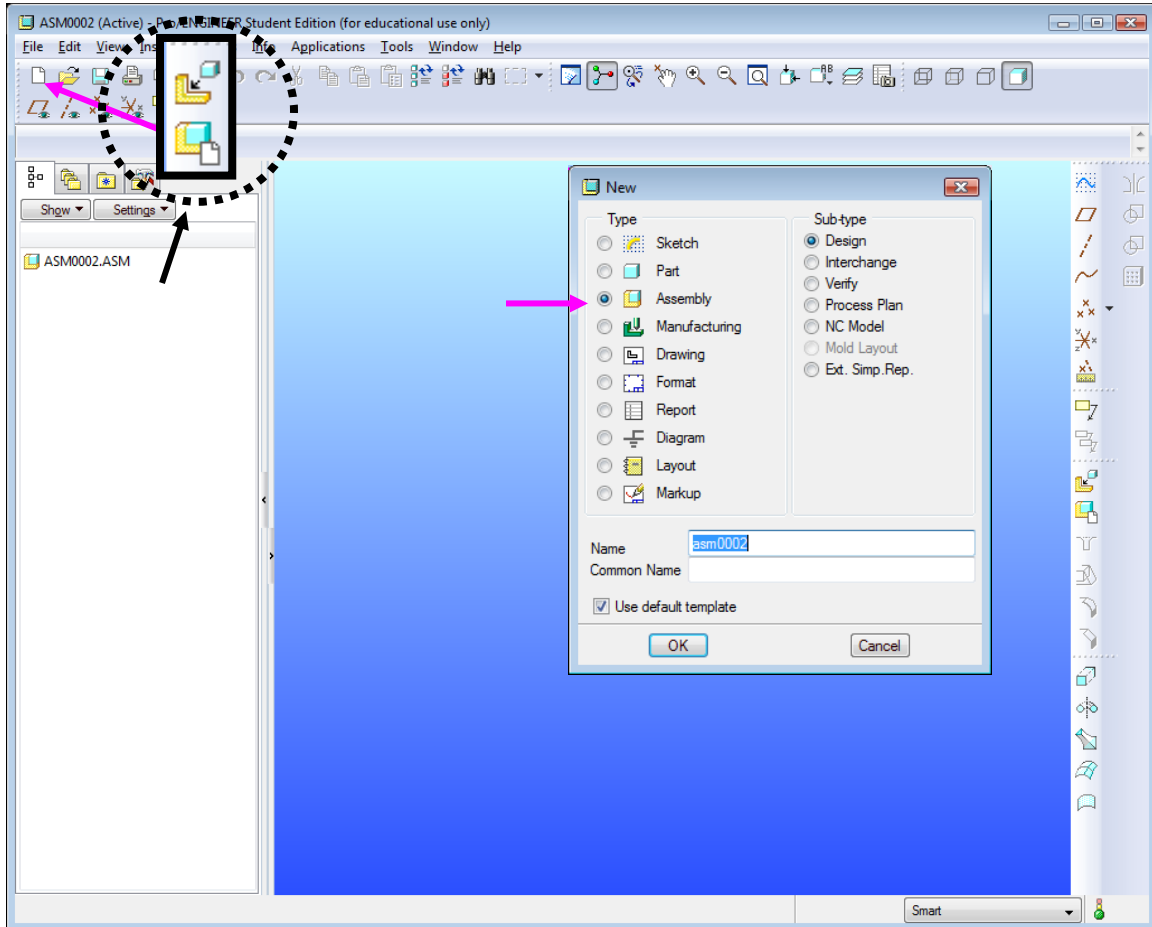 ASM0002 (Active) - Pro/ENGINEER Student Edition (for educational use only)
File Edit View Ins Info Applications Tools Window Help
Show Settings
ASM0002.ASM
New
Type
Sketch
Part
Assembly
Manufacturing
Drawing
Format
Report
Diagram
Layout
Markup
Sub-type
Design
Interchange
Verify
Process Plan
NC Model
Mold Layout
Ext. Simp.Rep.
Name asm0002
Common Name
Use default template
OK Cancel
Smart